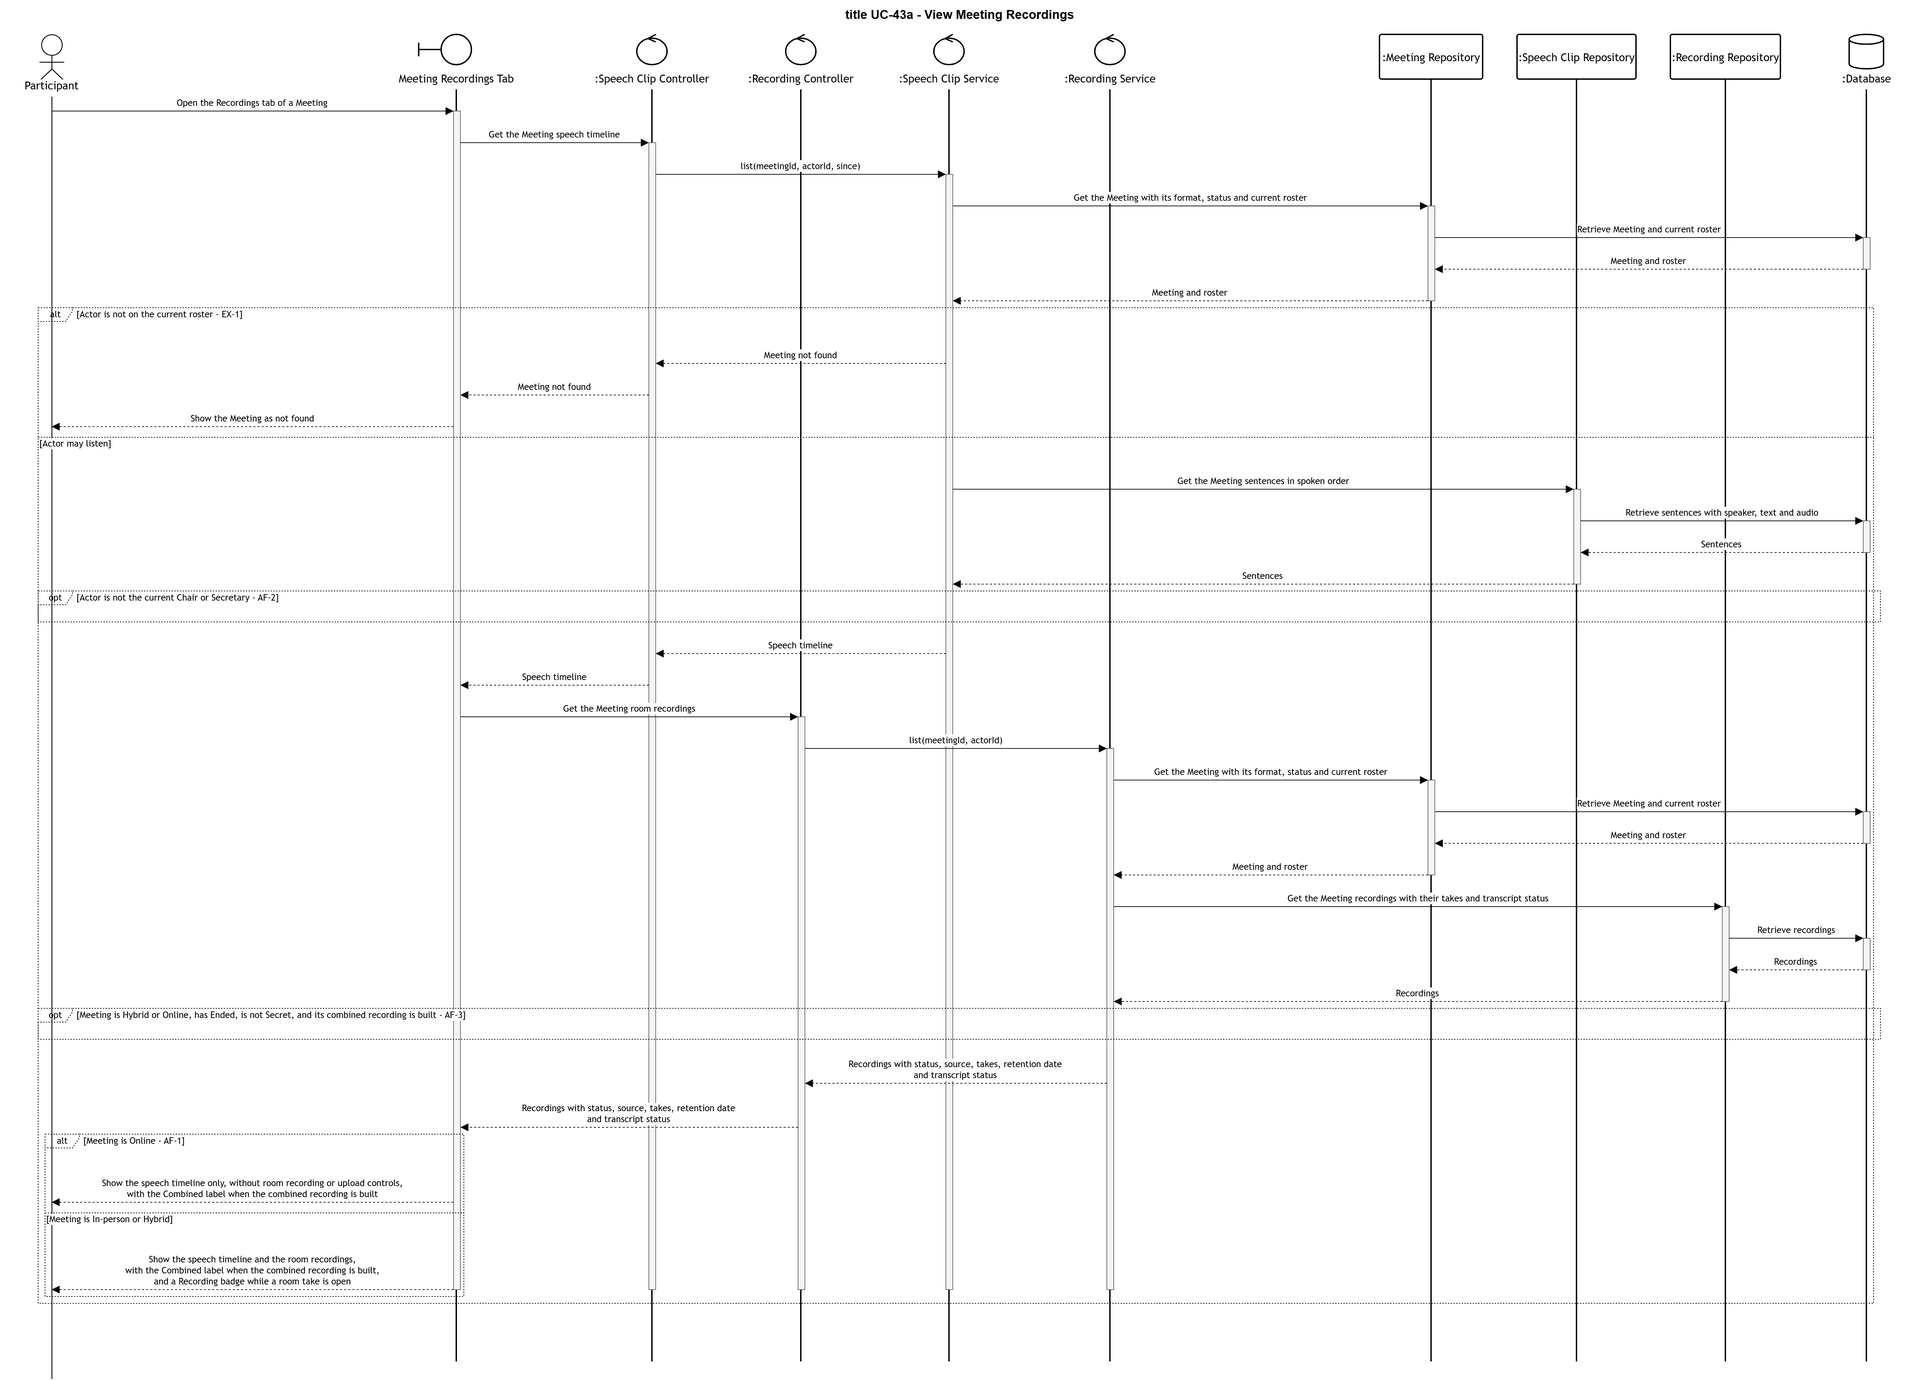 title UC-43a - View Meeting Recordings
Participant
Meeting Recordings Tab
:Speech Clip Controller
:Recording Controller
:Speech Clip Service
:Recording Service
:Meeting Repository
:Speech Clip Repository
:Recording Repository
:Database
Open the Recordings tab of a Meeting
Get the Meeting speech timeline
list(meetingId, actorId, since)
Get the Meeting with its format, status and current roster
Retrieve Meeting and current roster
Meeting and roster
Meeting and roster
alt [Actor is not on the current roster - EX-1]
Meeting not found
Meeting not found
Show the Meeting as not found
[Actor may listen]
Get the Meeting sentences in spoken order
Retrieve sentences with speaker, text and audio
Sentences
Sentences
opt [Actor is not the current Chair or Secretary - AF-2]
Speech timeline
Speech timeline
Get the Meeting room recordings
list(meetingId, actorId)
Get the Meeting with its format, status and current roster
Retrieve Meeting and current roster
Meeting and roster
Meeting and roster
Get the Meeting recordings with their takes and transcript status
Retrieve recordings
Recordings
Recordings
opt [Meeting is Hybrid or Online, has Ended, is not Secret, and its combined recording is built - AF-3]
Recordings with status, source, takes, retention date
and transcript status
Recordings with status, source, takes, retention date
and transcript status
alt [Meeting is Online - AF-1]
Show the speech timeline only, without room recording or upload controls,
with the Combined label when the combined recording is built
[Meeting is In-person or Hybrid]
Show the speech timeline and the room recordings,
with the Combined label when the combined recording is built,
and a Recording badge while a room take is open